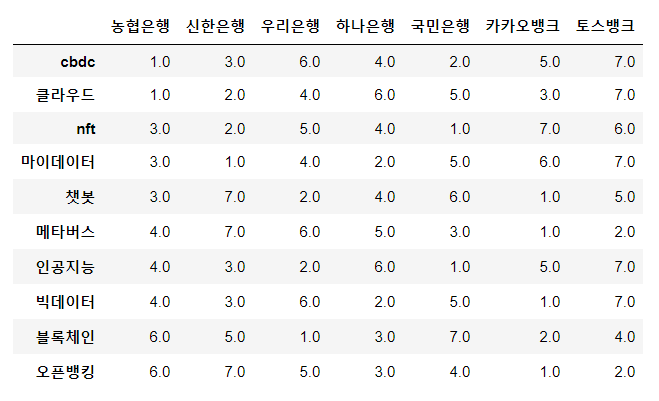 농협은행 신한은행 우리은행 하나은행 국민은행 카카오뱅크 토스뱅크
cbdc 1.0 3.0 6.0 4.0 2.0 5.0 7.0
클라우드 1.0 2.0 4.0 6.0 5.0 3.0 7.0
nft 3.0 2.0 5.0 4.0 1.0 7.0 6.0
마이데이터 3.0 1.0 4.0 2.0 5.0 6.0 7.0
챗봇 3.0 7.0 2.0 4.0 6.0 1.0 5.0
메타버스 4.0 7.0 6.0 5.0 3.0 1.0 2.0
인공지능 4.0 3.0 2.0 6.0 1.0 5.0 7.0
빅데이터 4.0 3.0 6.0 2.0 5.0 1.0 7.0
블록체인 6.0 5.0 1.0 3.0 7.0 2.0 4.0
오픈뱅킹 6.0 7.0 5.0 3.0 4.0 1.0 2.0